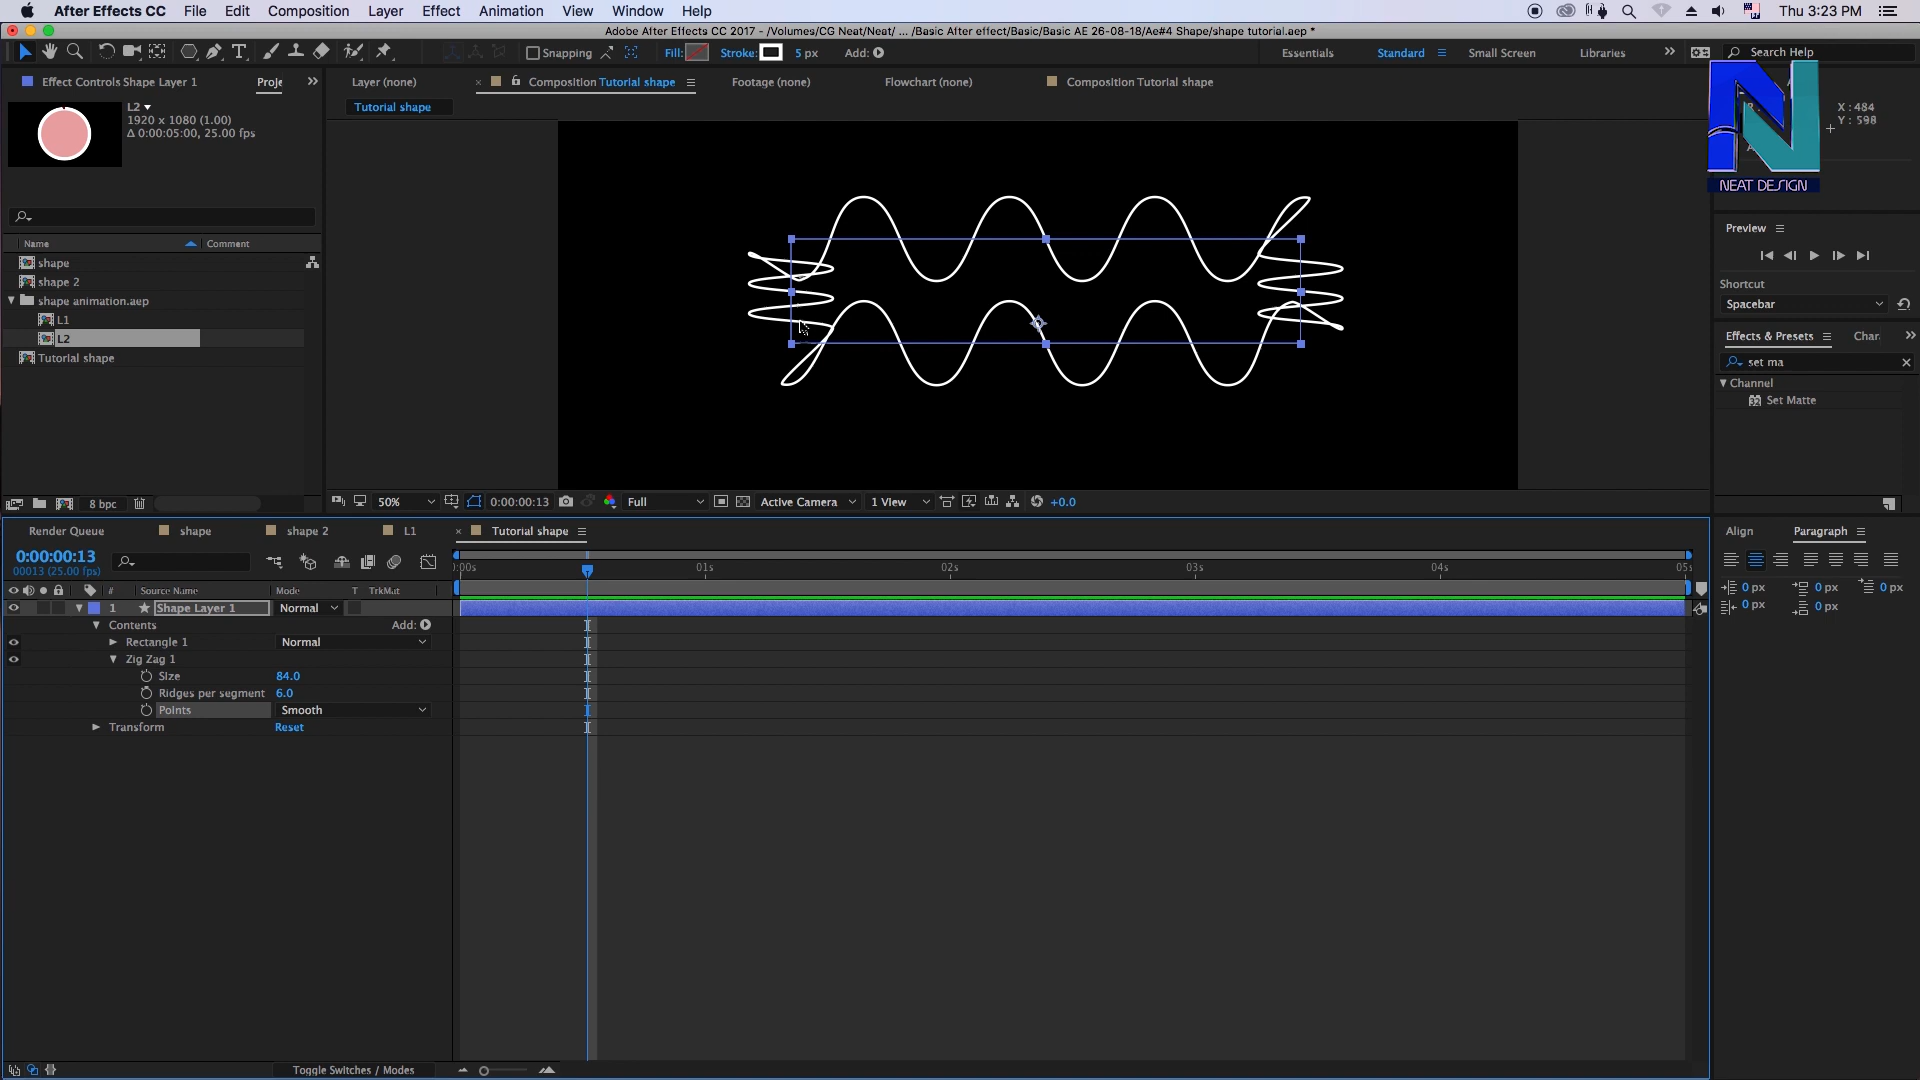 After Effects CC File Edit Composition Layer Effect Animation View Window Help Thu 3:23 PM
Adobe After Effects CC 2017 - /Volumes/CG Neat/Neat/ ... /Basic After effect/Basic/Basic AE 26-08-18/Ae#4 Shape/shape tutorial.aep *
Snapping Fill: Stroke: 5 px Add: Essentials Standard Small Screen Libraries Search Help
Effect Controls Shape Layer 1 Proje Layer (none) Composition Tutorial shape Footage (none) Flowchart (none) Composition Tutorial shape
L2
1920 x 1080 (1.00)
Δ 0:00:05:00, 25.00 fps
Tutorial shape
X : 484
Y : 598
NEAT DESIGN
Name Comment
shape
shape 2
shape animation.aep
L1
L2
Tutorial shape
Preview
Shortcut
Spacebar
Effects & Presets Char
set ma
Channel
32 Set Matte
8 bpc 50% 0:00:00:13 Full Active Camera 1 View +0.0
Render Queue shape shape 2 L1 Tutorial shape
Align Paragraph
0:00:00:13
00013 (25.00 fps)
:00s 01s 02s 03s 04s 05s
# Source Name Mode T TrkMat
1 Shape Layer 1 Normal
Contents Add:
Rectangle 1 Normal
Zig Zag 1
Size 84.0
Ridges per segment 6.0
Points Smooth
Transform Reset
0 px 0 px 0 px
0 px 0 px
Toggle Switches / Modes